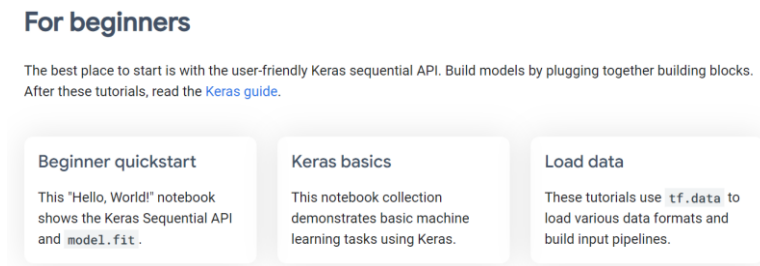 For beginners
The best place to start is with the user-friendly Keras sequential API. Build models by plugging together building blocks.
After these tutorials, read the Keras guide.
Beginner quickstart
This "Hello, World!" notebook
shows the Keras Sequential API
and model.fit.
Keras basics
This notebook collection
demonstrates basic machine
learning tasks using Keras.
Load data
These tutorials use tf.data to
load various data formats and
build input pipelines.